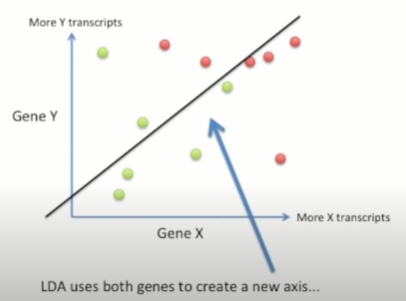 More Y transcripts
Gene Y
More X transcripts
Gene X
LDA uses both genes to create a new axis...